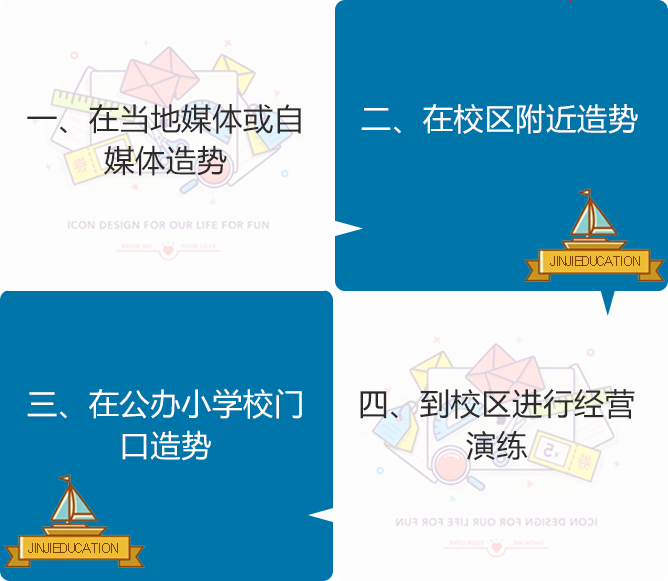 一、在当地媒体或自
媒体造势
ICON DESIGN FOR OUR LIFE FOR FUN
二、在校区附近造势
JINJIEDUCATION
三、在公办小学校门
口造势
JINJIEDUCATION
四、到校区进行经营
演练
ICON DESIGN FOR OUR LIFE FOR FUN